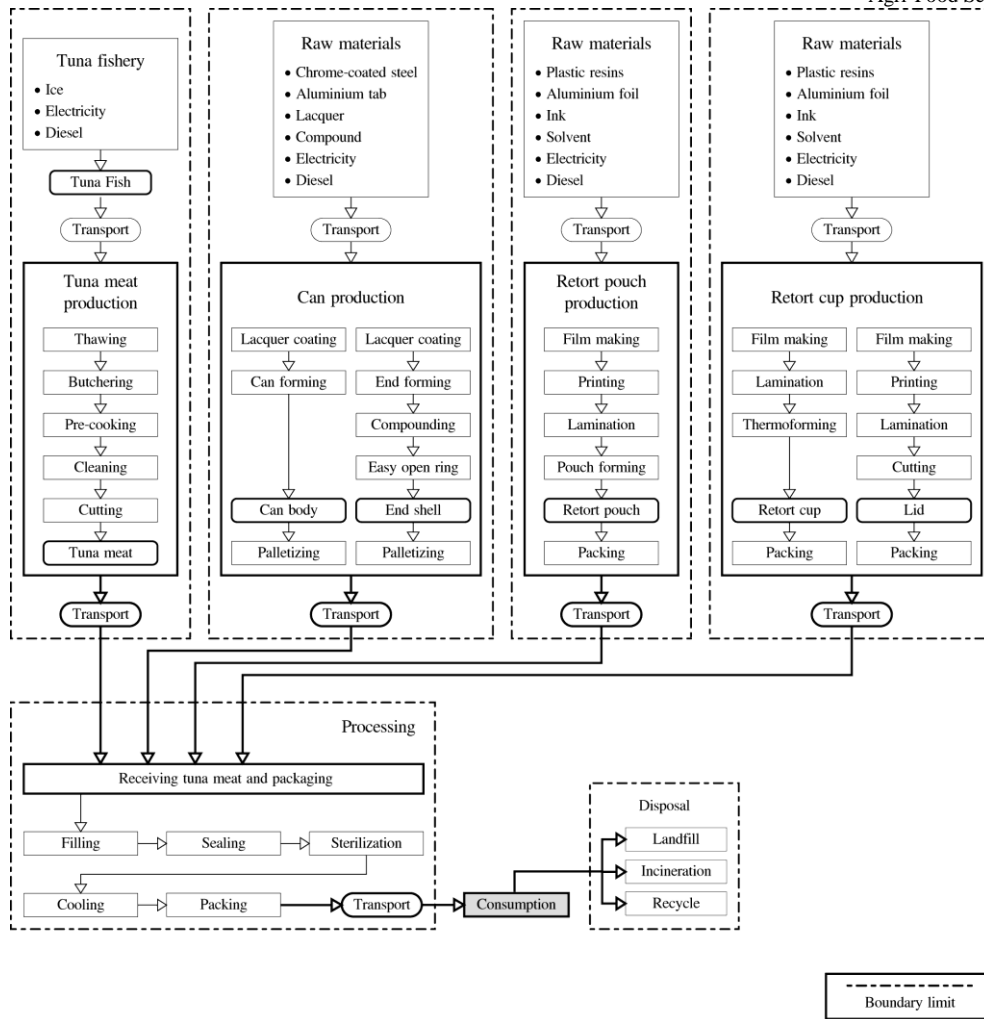 Agri-Food Sc
Tuna fishery
• Ice
• Electricity
• Diesel
Tuna Fish
Transport
Tuna meat
production
Thawing
Butchering
Pre-cooking
Cleaning
Cutting
Tuna meat
Transport
Raw materials
• Chrome-coated steel
• Aluminium tab
• Lacquer
• Compound
• Electricity
• Diesel
Transport
Can production
Lacquer coating
Can forming
Can body
Palletizing
Lacquer coating
End forming
Compounding
Easy open ring
End shell
Palletizing
Transport
Raw materials
• Plastic resins
• Aluminium foil
• Ink
• Solvent
• Electricity
• Diesel
Transport
Retort pouch
production
Film making
Printing
Lamination
Pouch forming
Retort pouch
Packing
Transport
Raw materials
• Plastic resins
• Aluminium foil
• Ink
• Solvent
• Electricity
• Diesel
Transport
Retort cup production
Film making
Lamination
Thermoforming
Retort cup
Packing
Film making
Printing
Lamination
Cutting
Lid
Packing
Transport
Processing
Receiving tuna meat and packaging
Filling
Sealing
Sterilization
Cooling
Packing
Transport
Consumption
Disposal
Landfill
Incineration
Recycle
Boundary limit